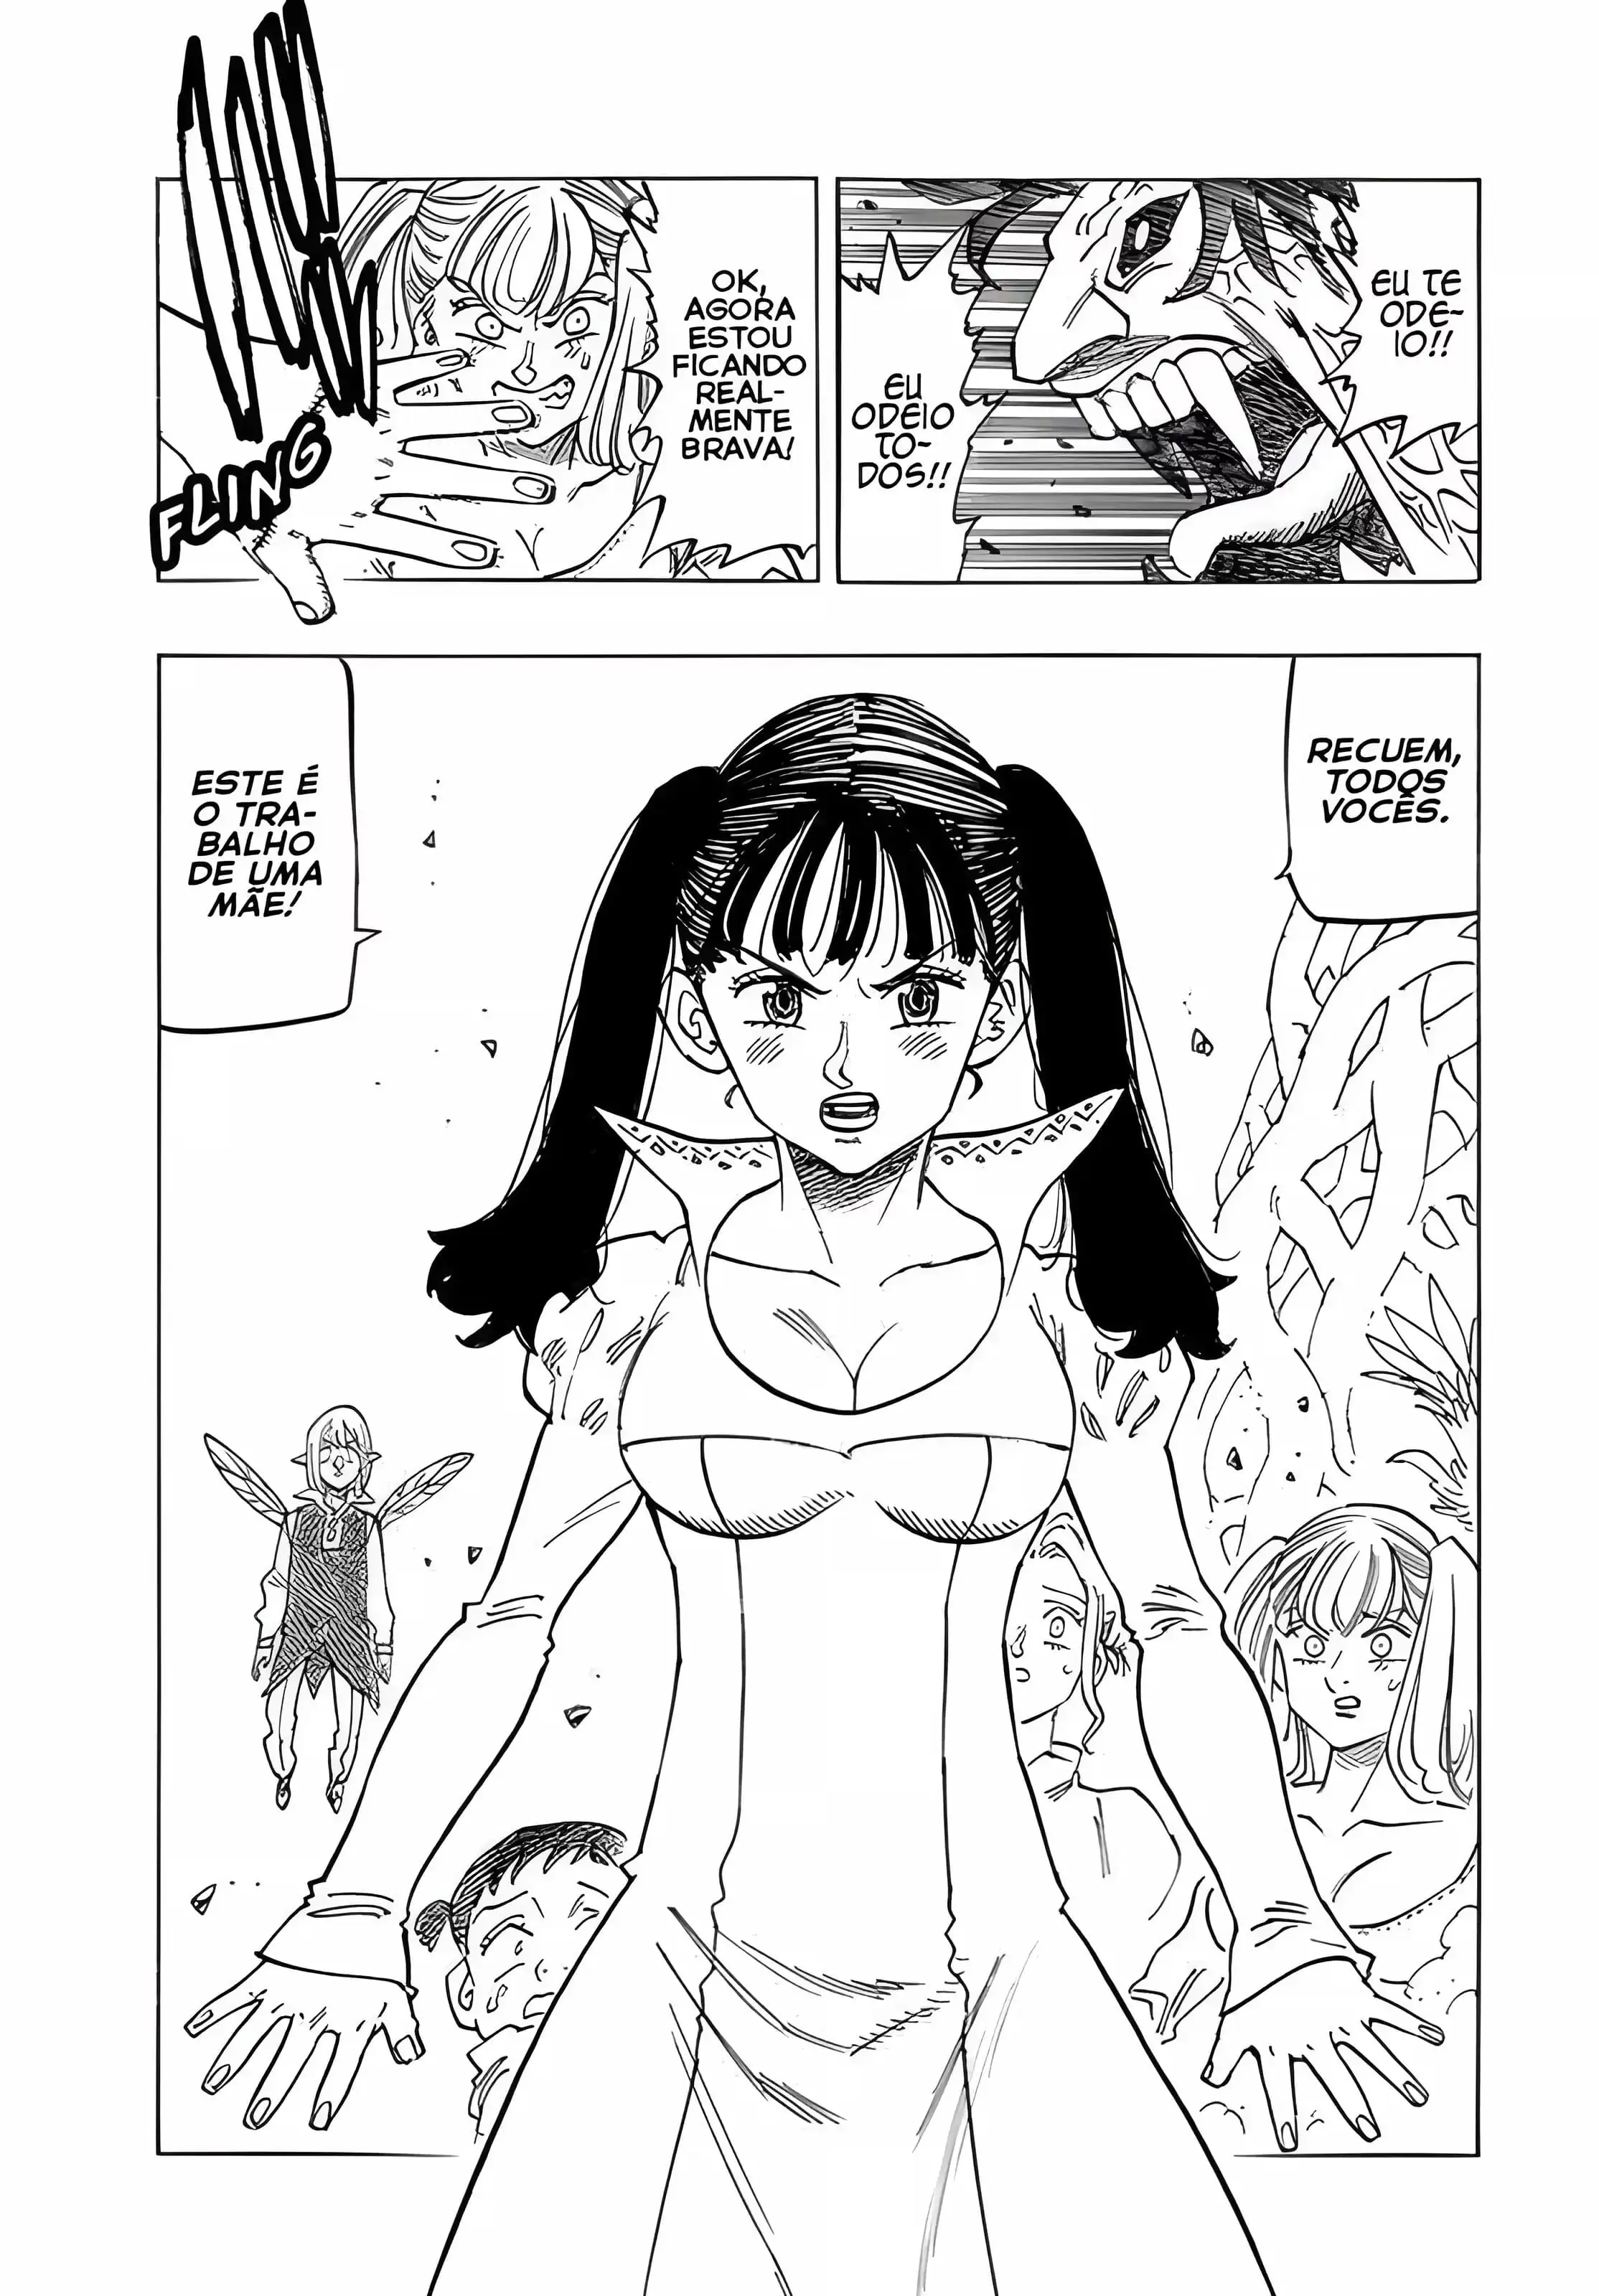 EU TE
ODE-
IO!!
EU
ODEIO
TO-
DOS!!
OK,
AGORA
ESTOU
FICANDO
REAL-
MENTE
BRAVA!
FLING
RECUEM,
TODOS
VOCÊS.
ESTE É
O TRA-
BALHO
DE UMA
MÃE!